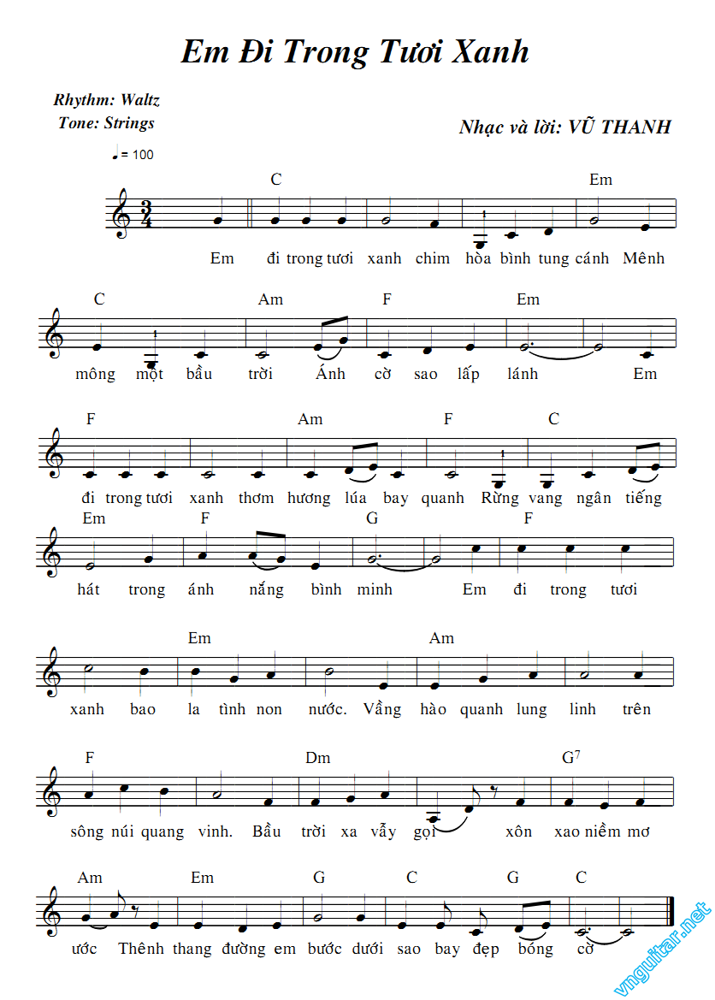 Em Đi Trong Tươi Xanh
Rhythm: Waltz
Tone: Strings
Nhạc và lời: VŨ THANH
= 100
C Em
3
4
1
Em đi trong tươi xanh chim hòa bình tung cánh Mênh
C Am F Em
1
mông một bầu trời Ánh cờ sao lấp lánh Em
F Am F C
1
đi trong tươi xanh thơm hương lúa bay quanh Rừng vang ngân tiếng
Em F G F
hát trong ánh nắng bình minh Em đi trong tươi
Em Am
xanh bao la tình non nước. Vầng hào quanh lung linh trên
F Dm G7
sông núi quang vinh. Bầu trời xa vẫy gọi xôn xao niềm mơ
Am Em G C G C
ước Thênh thang đường em bước dưới sao bay đẹp bóng cờ
vnguitar.net